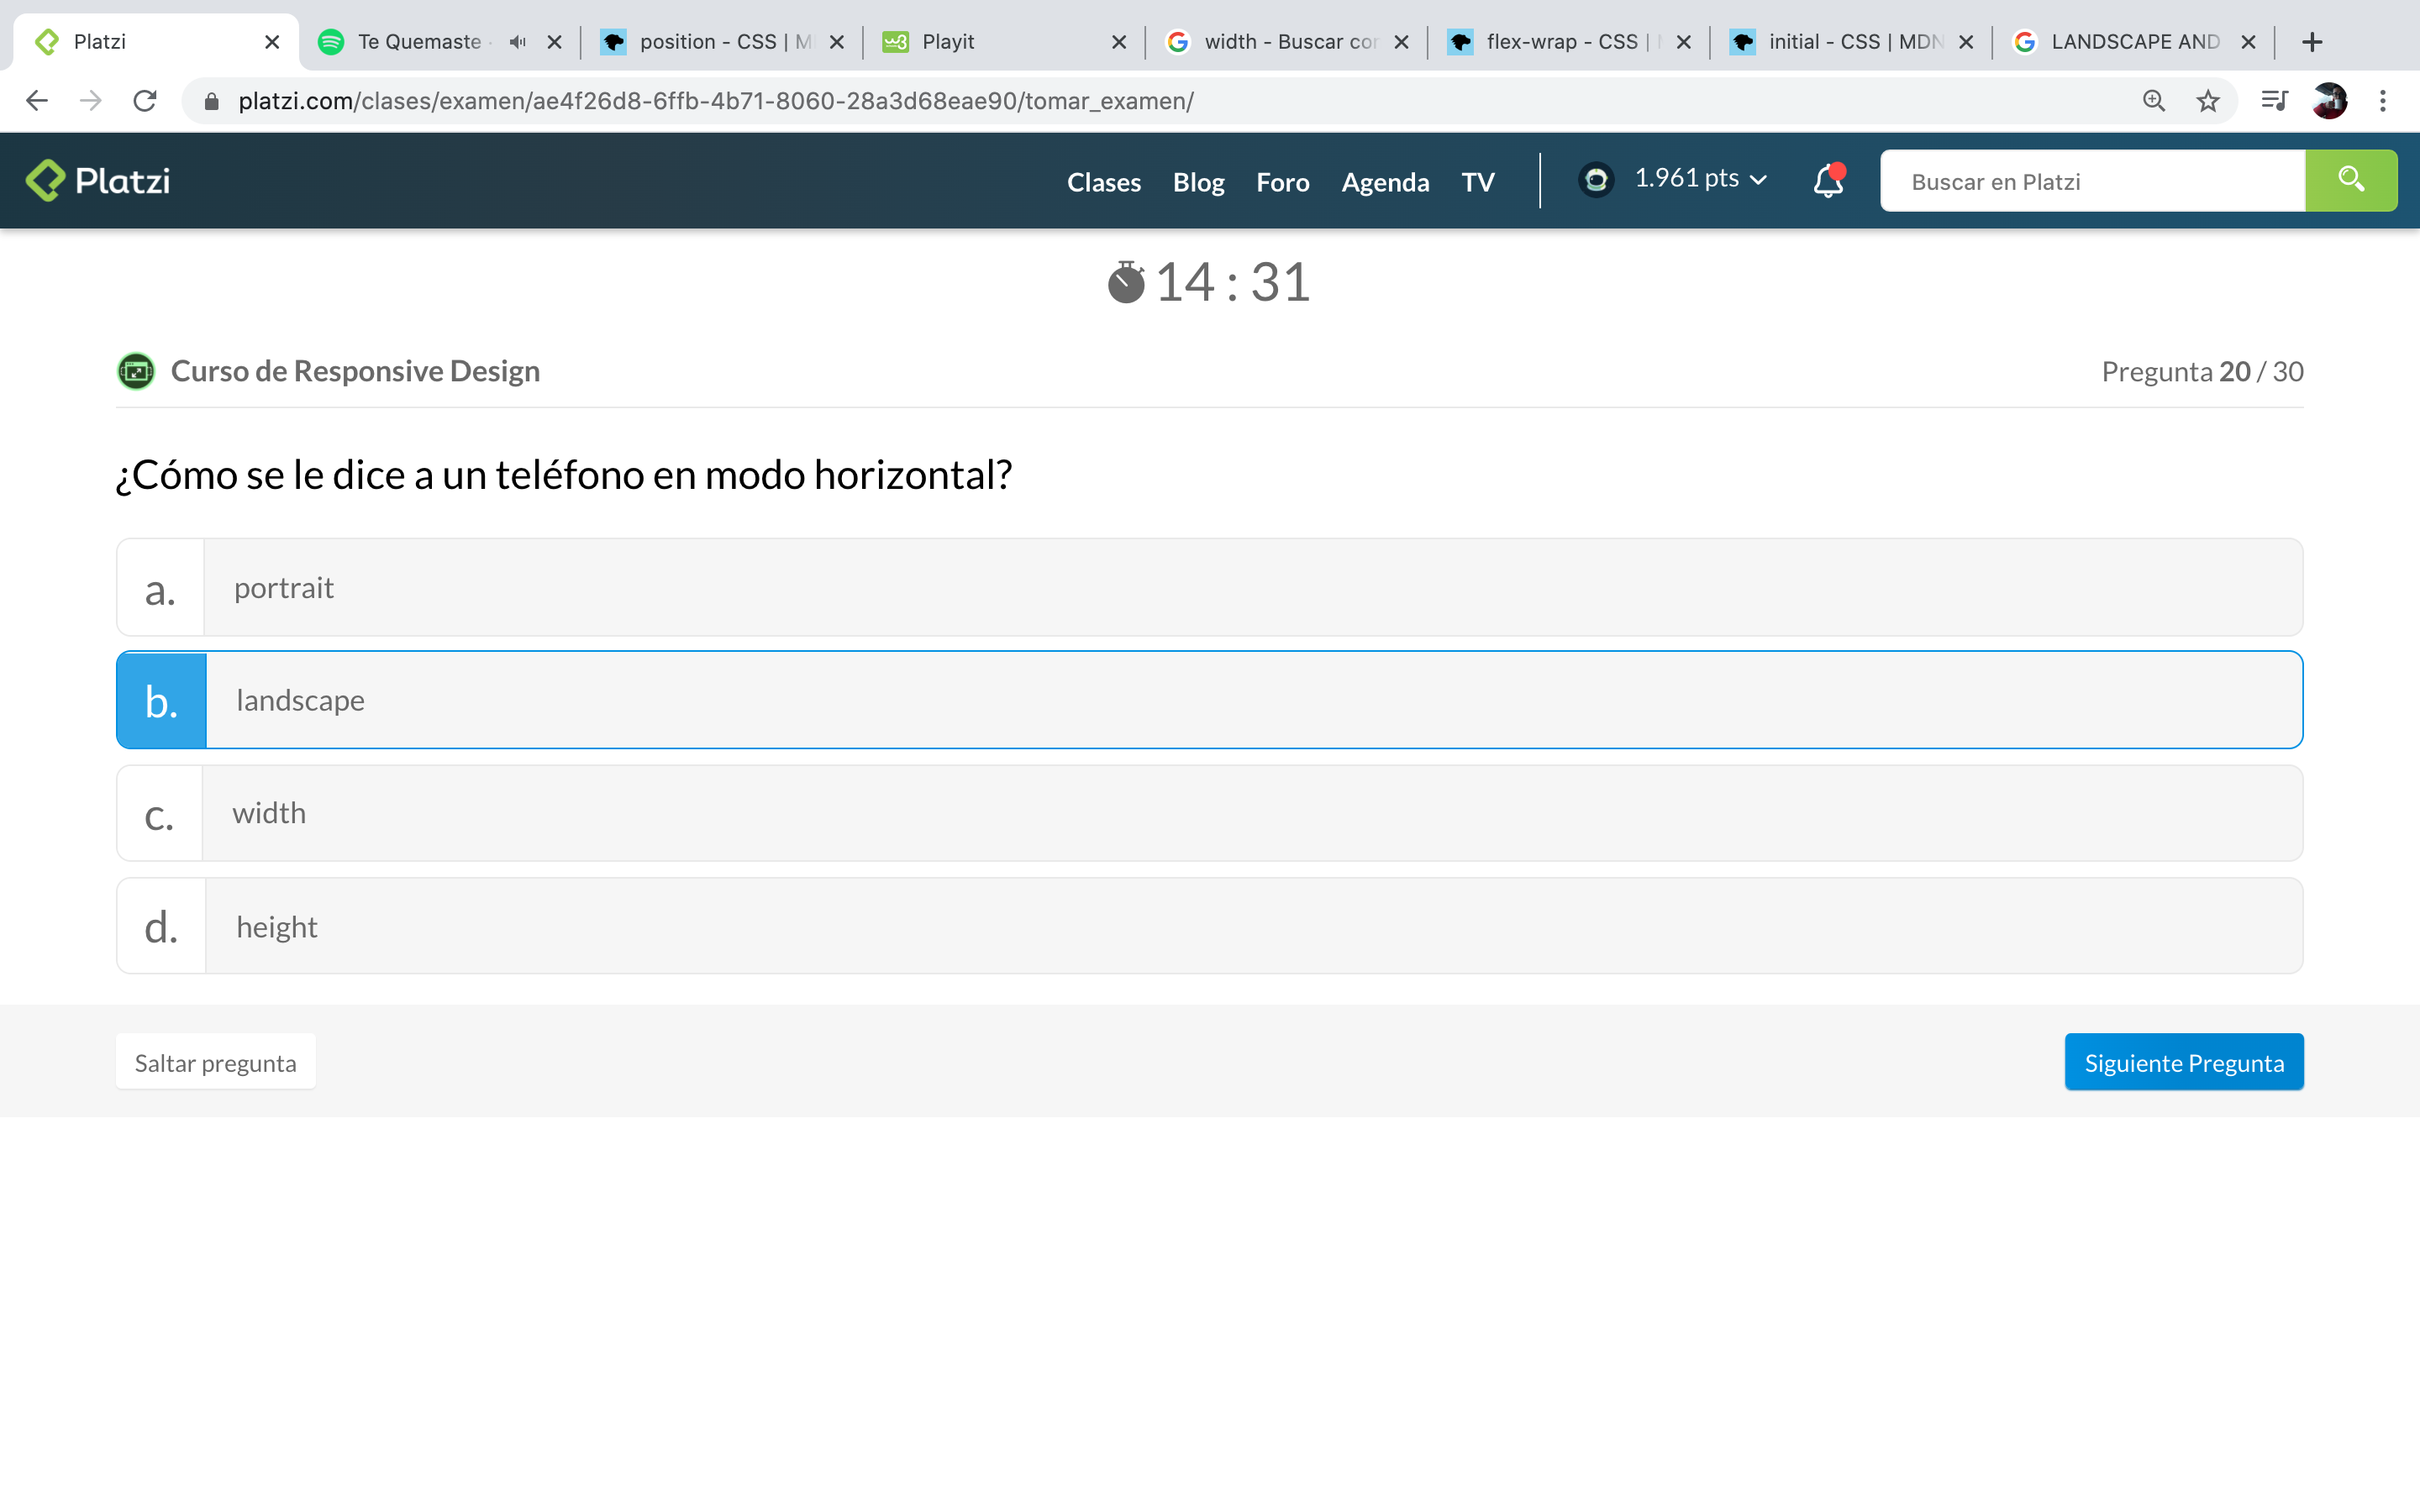 Platzi
Te Quemaste ·
position - CSS | M
Playit
width - Buscar con
flex-wrap - CSS |
initial - CSS | MDN
LANDSCAPE AND
platzi.com/clases/examen/ae4f26d8-6ffb-4b71-8060-28a3d68eae90/tomar_examen/
Platzi
Clases
Blog
Foro
Agenda
TV
1.961 pts
Buscar en Platzi
14 : 31
Curso de Responsive Design
Pregunta 20 / 30
¿Cómo se le dice a un teléfono en modo horizontal?
a. portrait
b. landscape
c. width
d. height
Saltar pregunta
Siguiente Pregunta